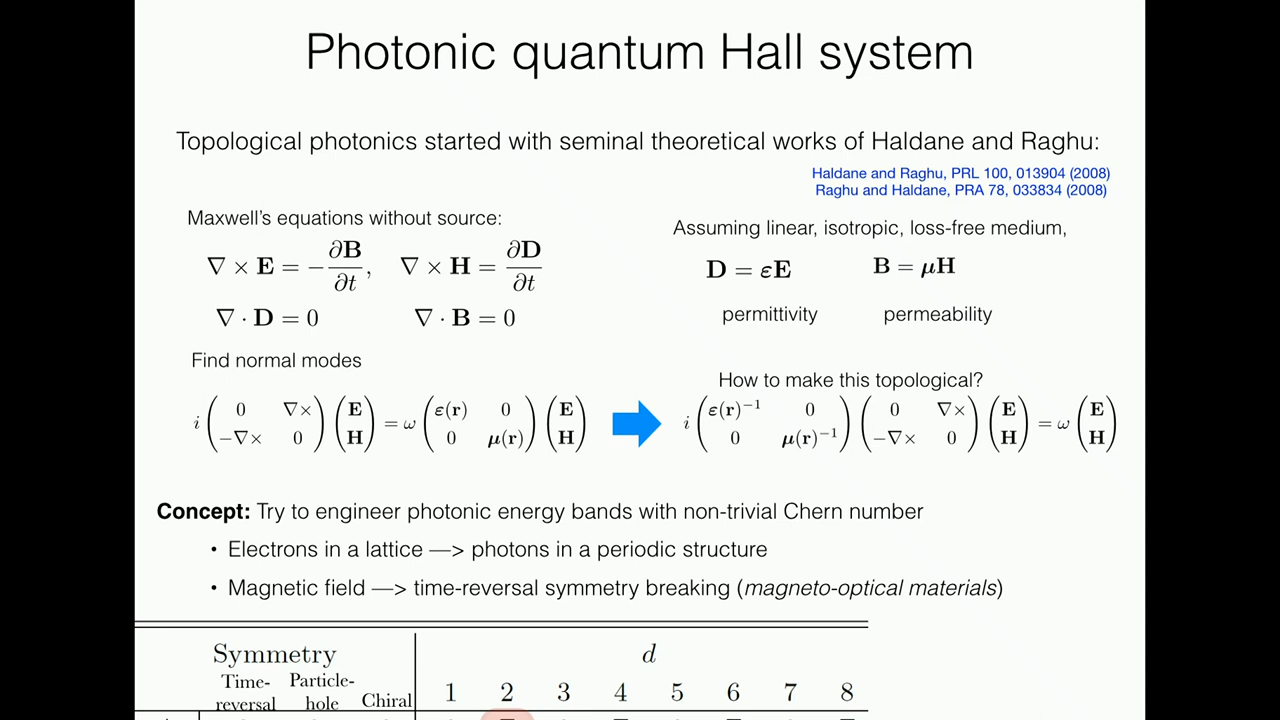 Photonic quantum Hall system
Topological photonics started with seminal theoretical works of Haldane and Raghu:
Haldane and Raghu, PRL 100, 013904 (2008)
Raghu and Haldane, PRA 78, 033834 (2008)
Maxwell's equations without source:
∇ × E = −∂B/∂t, ∇ × H = ∂D/∂t
∇ · D = 0 ∇ · B = 0
Assuming linear, isotropic, loss-free medium,
D = εE B = μH
permittivity permeability
Find normal modes
i ( 0 ∇× ; −∇× 0 ) ( E ; H ) = ω ( ε(r) 0 ; 0 μ(r) ) ( E ; H )
How to make this topological?
i ( ε(r)⁻¹ 0 ; 0 μ(r)⁻¹ ) ( 0 ∇× ; −∇× 0 ) ( E ; H ) = ω ( E ; H )
Concept: Try to engineer photonic energy bands with non-trivial Chern number
• Electrons in a lattice —> photons in a periodic structure
• Magnetic field —> time-reversal symmetry breaking (magneto-optical materials)
Symmetry d
Time- Particle-
reversal hole Chiral 1 2 3 4 5 6 7 8